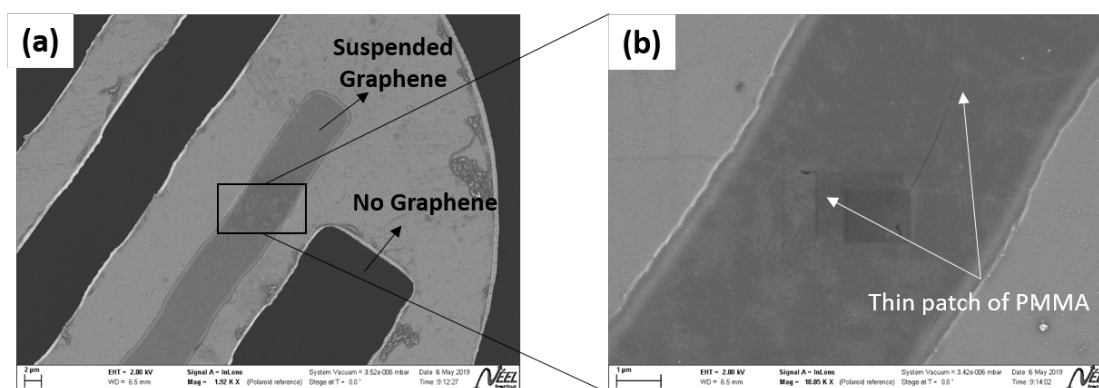 (a)
Suspended
Graphene
No Graphene
2 µm
EHT = 2.00 kV
WD = 6.5 mm
Signal A = InLens
Mag = 1.92 K X (Polaroid reference)
System Vacuum = 3.52e-006 mbar
Stage at T = 0.0 °
Date :6 May 2019
Time :9:12:27
NÉEL
(b)
Thin patch of PMMA
1 µm
EHT = 2.00 kV
WD = 6.5 mm
Signal A = InLens
Mag = 10.05 K X (Polaroid reference)
System Vacuum = 3.42e-006 mbar
Stage at T = 0.0 °
Date :6 May 2019
Time :9:14:02
NÉEL